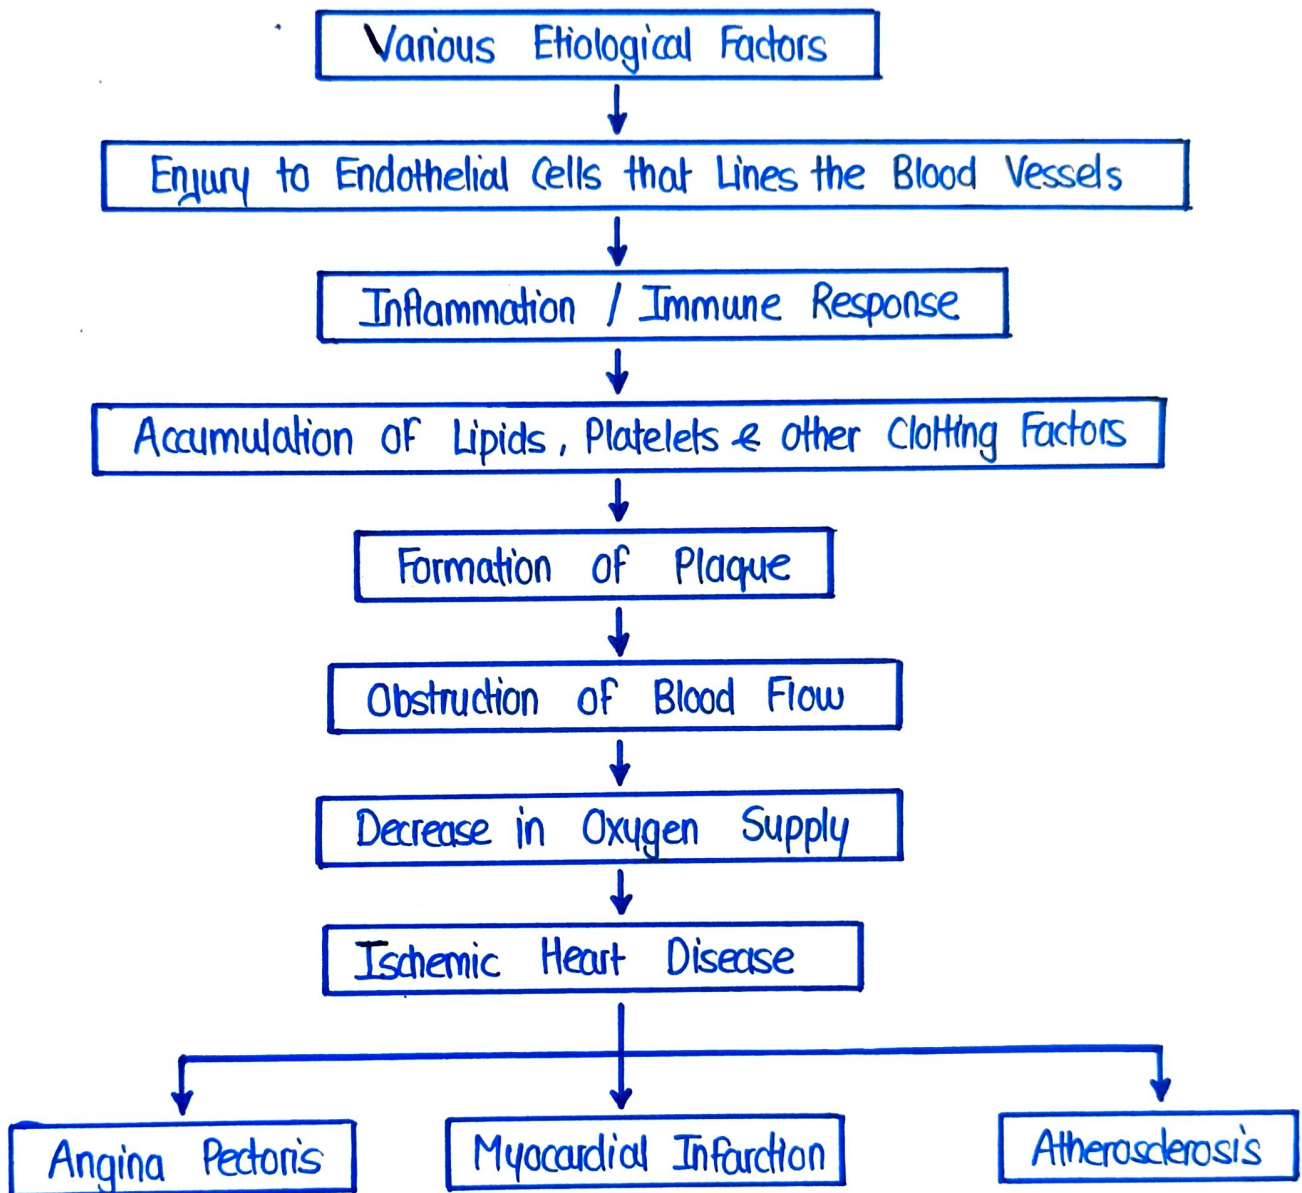 Various Etiological Factors
Enjury to Endothelial Cells that Lines the Blood Vessels
Inflammation / Immune Response
Accumulation of Lipids, Platelets & other Clotting Factors
Formation of Plaque
Obstruction of Blood Flow
Decrease in Oxygen Supply
Ischemic Heart Disease
Angina Pectoris
Myocardial Infarction
Atherosclerosis